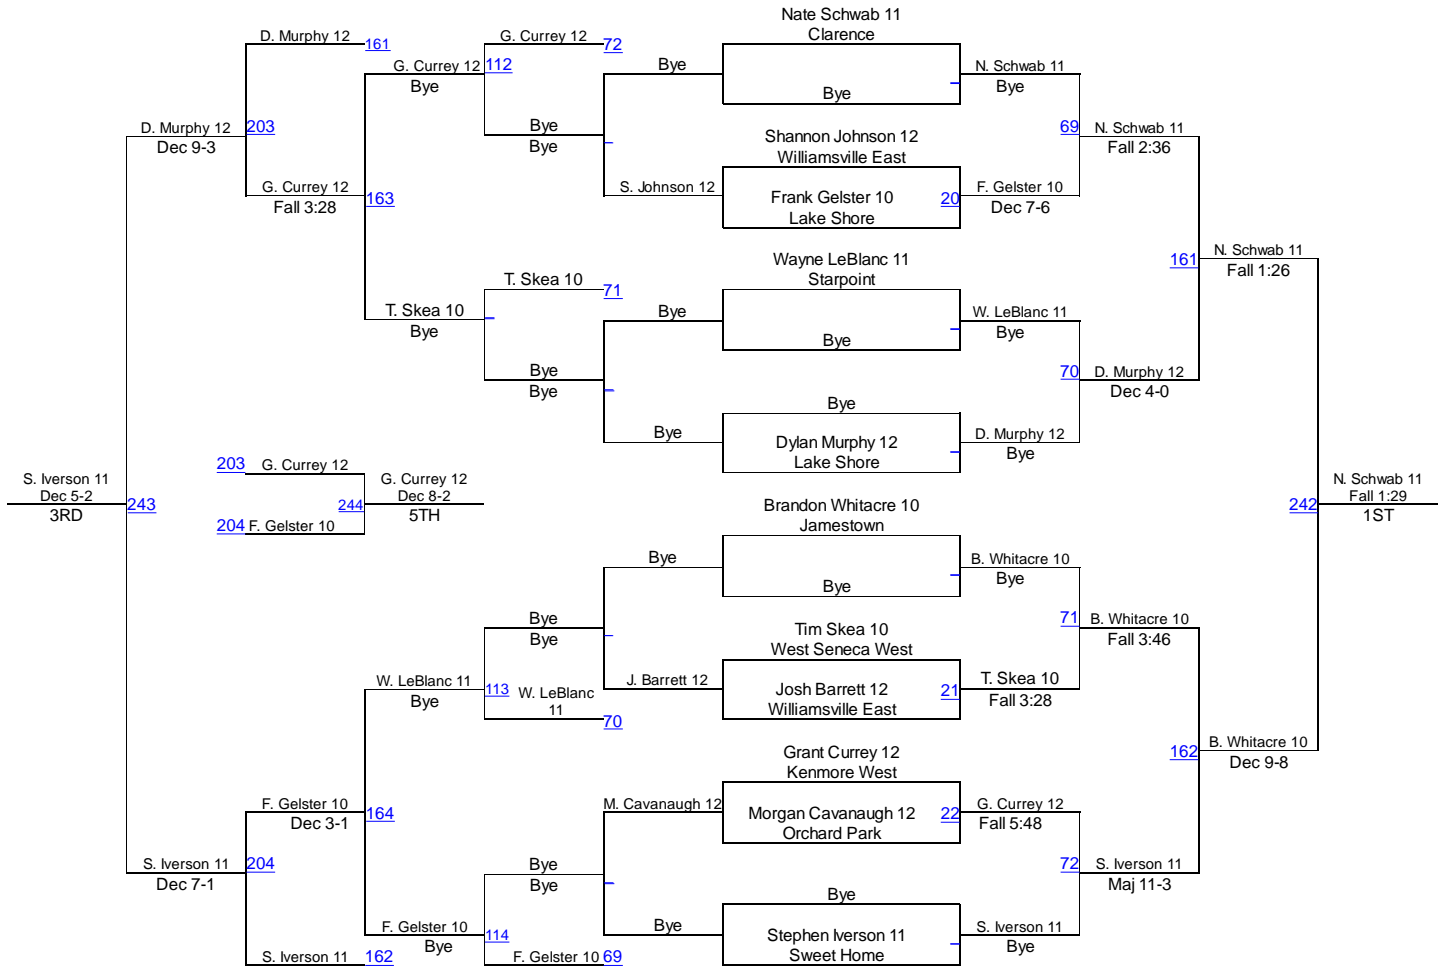 Nate Schwab 11
Clarence
D. Murphy 12
161
G. Currey 12
72
G. Currey 12
112
Bye
Bye
Bye
N. Schwab 11
Bye
D. Murphy 12
203
Dec 9-3
Bye
Bye
Shannon Johnson 12
Williamsville East
69
N. Schwab 11
Fall 2:36
G. Currey 12
Fall 3:28
163
S. Johnson 12
Frank Gelster 10
Lake Shore
20
F. Gelster 10
Dec 7-6
Wayne LeBlanc 11
Starpoint
161
N. Schwab 11
Fall 1:26
T. Skea 10
71
T. Skea 10
Bye
Bye
Bye
W. LeBlanc 11
Bye
Bye
Bye
70
D. Murphy 12
Dec 4-0
Bye
Bye
Dylan Murphy 12
Lake Shore
D. Murphy 12
Bye
S. Iverson 11
Dec 5-2
3RD
243
203
G. Currey 12
204
F. Gelster 10
244
G. Currey 12
Dec 8-2
5TH
N. Schwab 11
Fall 1:29
1ST
242
Brandon Whitacre 10
Jamestown
Bye
Bye
B. Whitacre 10
Bye
Bye
Bye
Tim Skea 10
West Seneca West
71
B. Whitacre 10
Fall 3:46
W. LeBlanc 11
Bye
113
W. LeBlanc
11
70
J. Barrett 12
Josh Barrett 12
Williamsville East
21
T. Skea 10
Fall 3:28
Grant Currey 12
Kenmore West
162
B. Whitacre 10
Dec 9-8
F. Gelster 10
Dec 3-1
164
M. Cavanaugh 12
Morgan Cavanaugh 12
Orchard Park
22
G. Currey 12
Fall 5:48
S. Iverson 11
204
Dec 7-1
Bye
Bye
72
S. Iverson 11
Maj 11-3
Bye
F. Gelster 10
Bye
114
Bye
Stephen Iverson 11
Sweet Home
S. Iverson 11
Bye
S. Iverson 11
162
F. Gelster 10
69